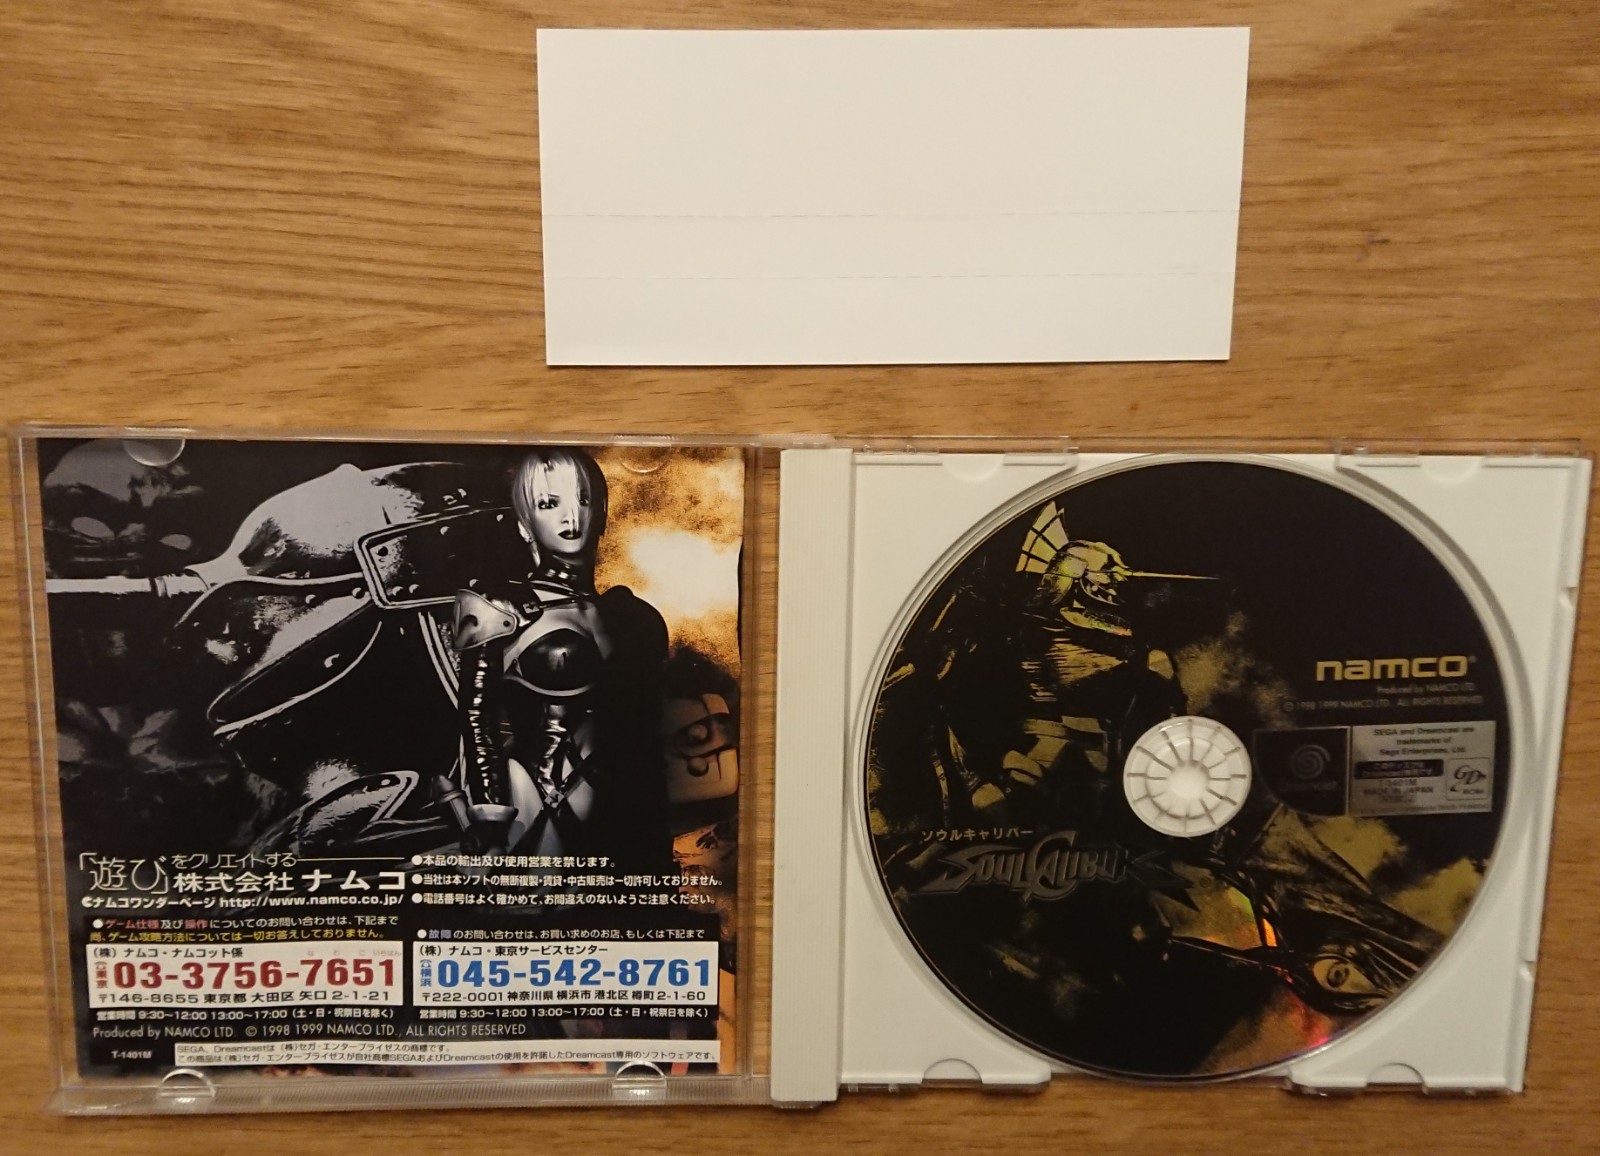 「遊び」をクリエイトする
株式会社 ナムコ
ナムコワンダーページ http://www.namco.co.jp/
●本品の輸出及び使用営業を禁じます。
●当社は本ソフトの無断複製・賃貸・中古販売は一切許可しておりません。
●電話番号はよく確かめて、お間違えのないようご注意ください。
●ゲーム仕様及び操作についてのお問い合わせは、下記まで
尚、ゲーム攻略方法については一切お答えしておりません。
(株) ナムコ・ナムコット係
東京 03-3756-7651
〒146-8655 東京都 大田区 矢口 2-1-21
営業時間 9:30~12:00 13:00~17:00 (土・日・祝祭日を除く)
●故障のお問い合わせは、お買い求めのお店、もしくは下記まで
(株) ナムコ・東京サービスセンター
横浜 045-542-8761
〒222-0001 神奈川県 横浜市 港北区 樽町 2-1-60
営業時間 9:30~12:00 13:00~17:00 (土・日・祝祭日を除く)
Produced by NAMCO LTD. © 1998 1999 NAMCO LTD., ALL RIGHTS RESERVED
T-1401M
SEGA、Dreamcastは (株)セガ・エンタープライゼスの商標です。
この商品は(株)セガ・エンタープライゼスが自社商標SEGAおよびDreamcastの使用を許諾したDreamcast専用のソフトウェアです。
namco
Produced by NAMCO LTD.
© 1998 1999 NAMCO LTD., ALL RIGHTS RESERVED
SEGA and Dreamcast are
trademarks of
Sega Enterprises, Ltd.
T-1401M
MADE IN JAPAN
GD
ソウルキャリバー
SOULCALIBUR